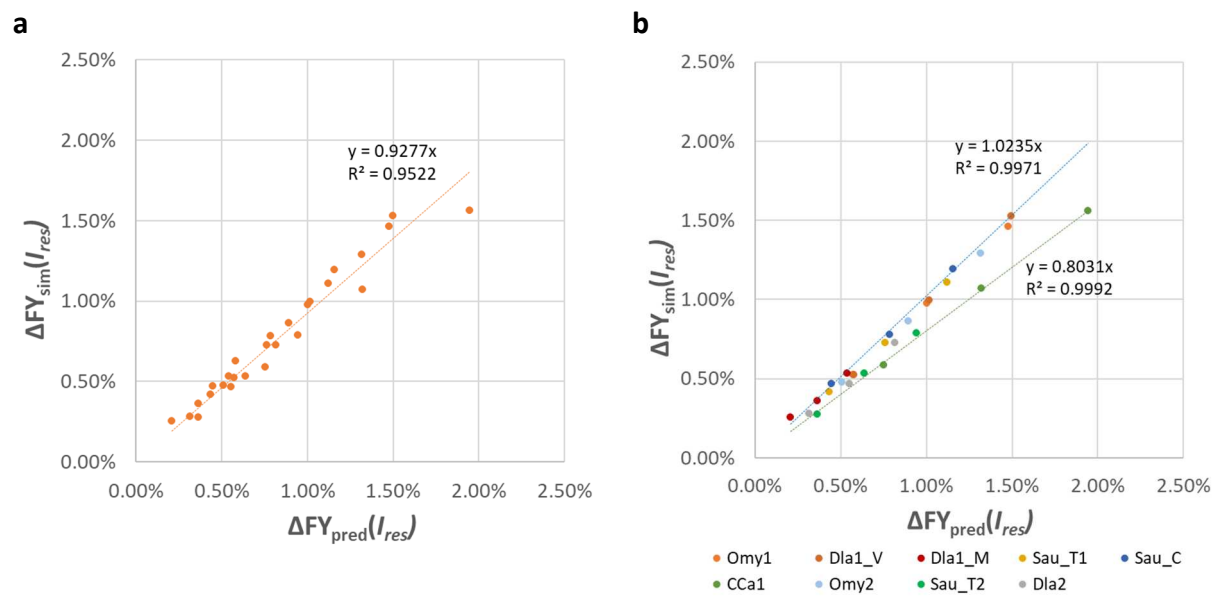 a
2.50%
2.00%
1.50%
1.00%
0.50%
0.00%
ΔFYsim(Ires)
y = 0.9277x
R² = 0.9522
0.00% 0.50% 1.00% 1.50% 2.00% 2.50%
ΔFYpred(Ires)
b
2.50%
2.00%
1.50%
1.00%
0.50%
0.00%
ΔFYsim(Ires)
y = 1.0235x
R² = 0.9971
y = 0.8031x
R² = 0.9992
0.00% 0.50% 1.00% 1.50% 2.00% 2.50%
ΔFYpred(Ires)
Omy1 Dla1_V Dla1_M Sau_T1 Sau_C
CCa1 Omy2 Sau_T2 Dla2